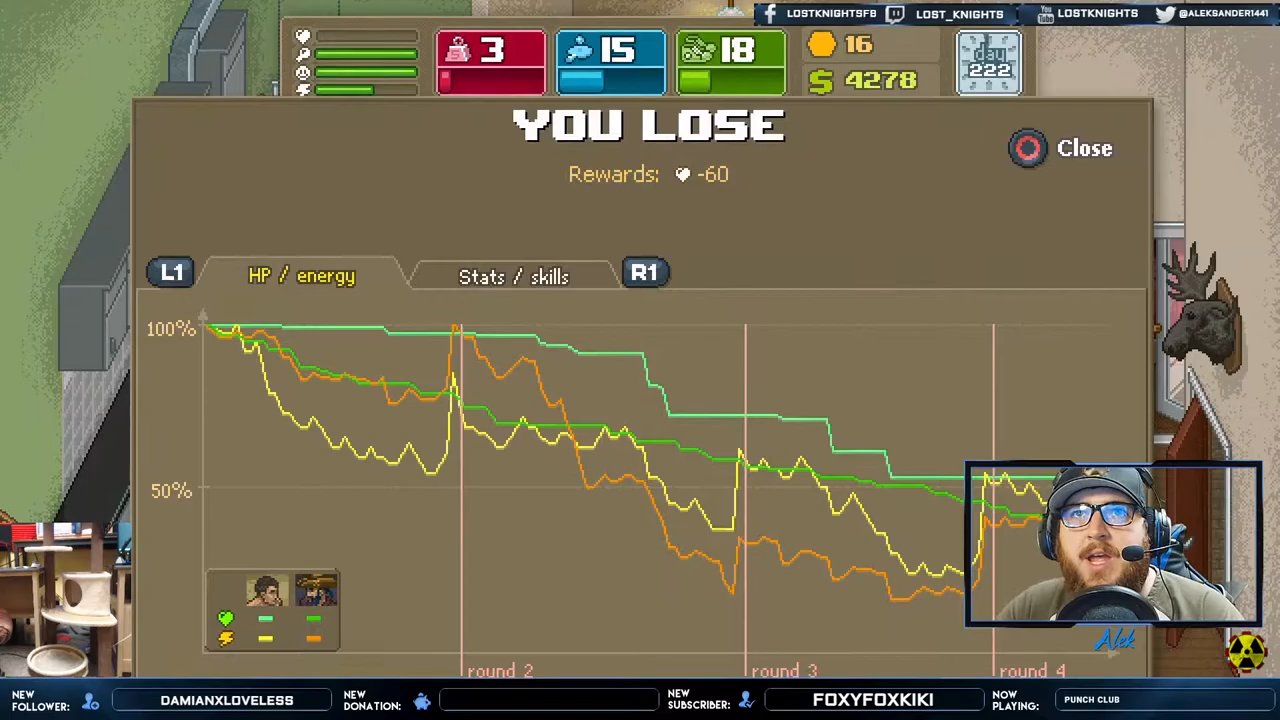 LOSTKNIGHTSFB LOST_KNIGHTS You Tube LOSTKNIGHTS @ALEKSANDER1441
3 15 18 16
$ 4278
day
222
YOU LOSE
Close
Rewards: -60
L1 HP / energy Stats / skills R1
100%
50%
round 2 round 3 round 4
Alek
NEW FOLLOWER: DAMIANXLOVELESS NEW DONATION: NEW SUBSCRIBER: FOXYFOXKIKI NOW PLAYING: PUNCH CLUB